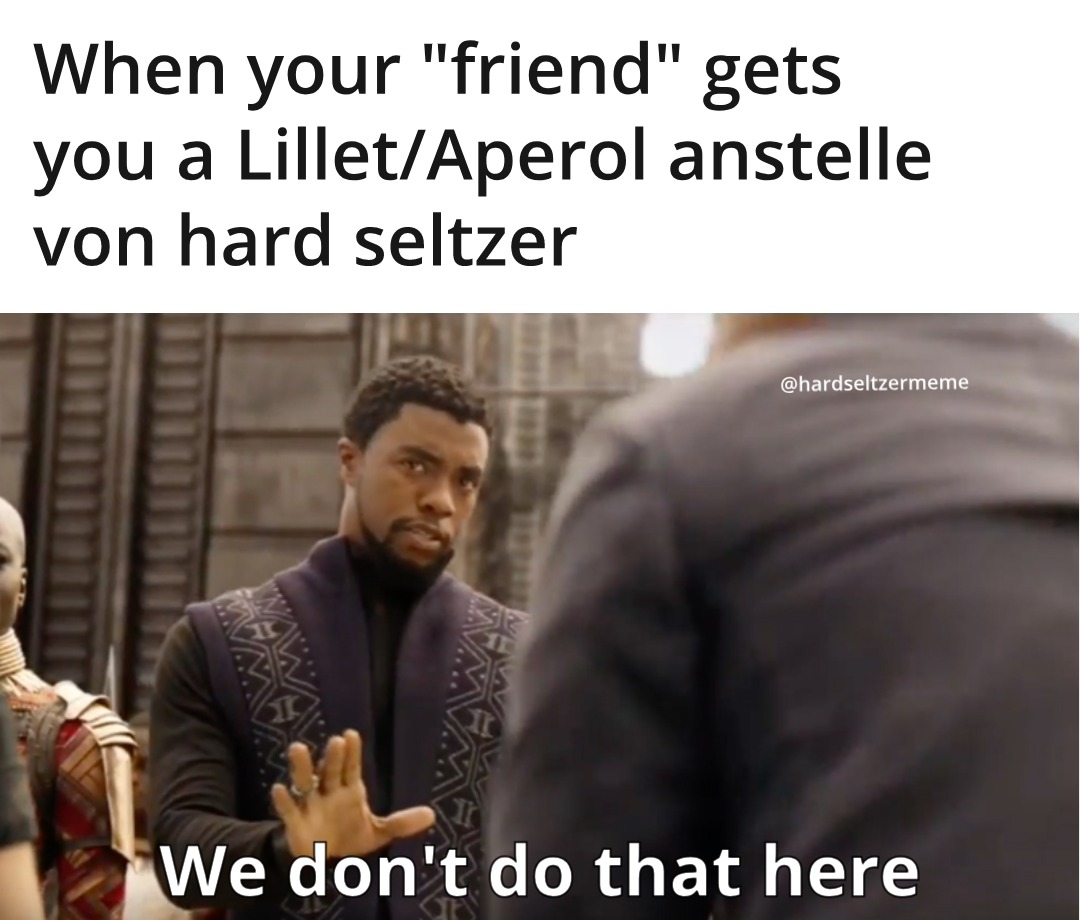 When your "friend" gets
you a Lillet/Aperol anstelle
von hard seltzer
@hardseltzermeme
We don't do that here